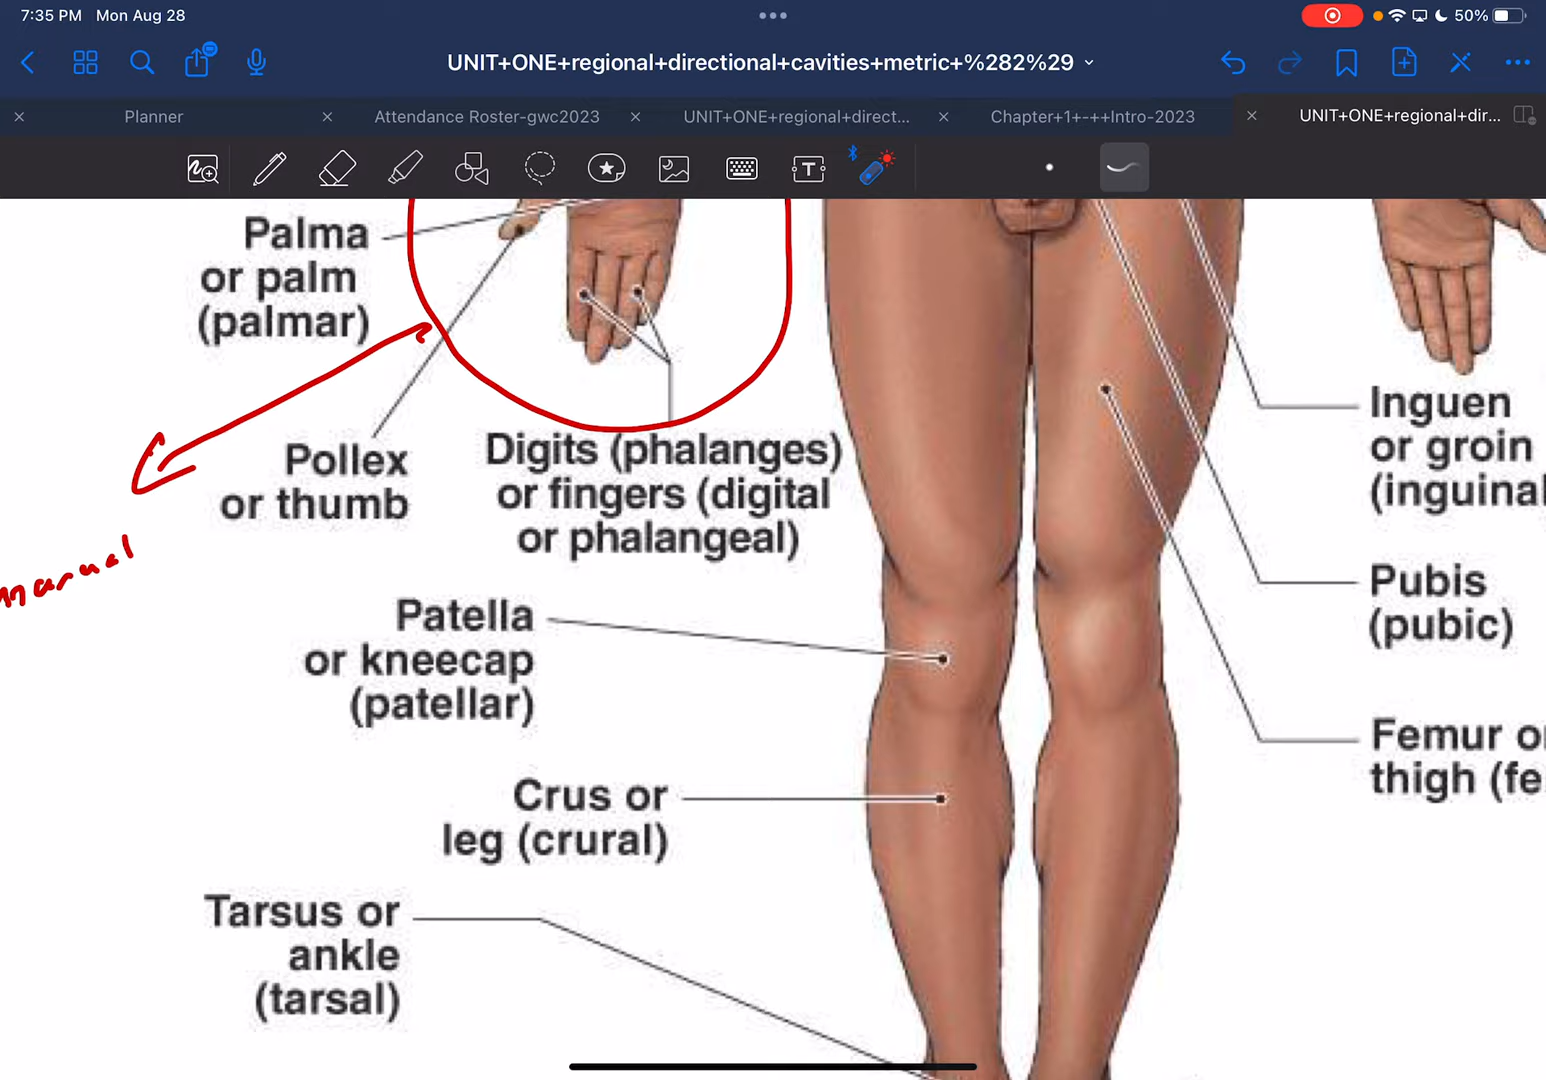 7:35 PM Mon Aug 28
50%
UNIT+ONE+regional+directional+cavities+metric+%282%29
Planner
Attendance Roster-gwc2023
UNIT+ONE+regional+direct...
Chapter+1+-++Intro-2023
UNIT+ONE+regional+dir...
T
Palma
or palm
(palmar)
Pollex
or thumb
Digits (phalanges)
or fingers (digital
or phalangeal)
manual
Patella
or kneecap
(patellar)
Crus or
leg (crural)
Tarsus or
ankle
(tarsal)
Inguen
or groin
(inguinal
Pubis
(pubic)
Femur o
thigh (fe